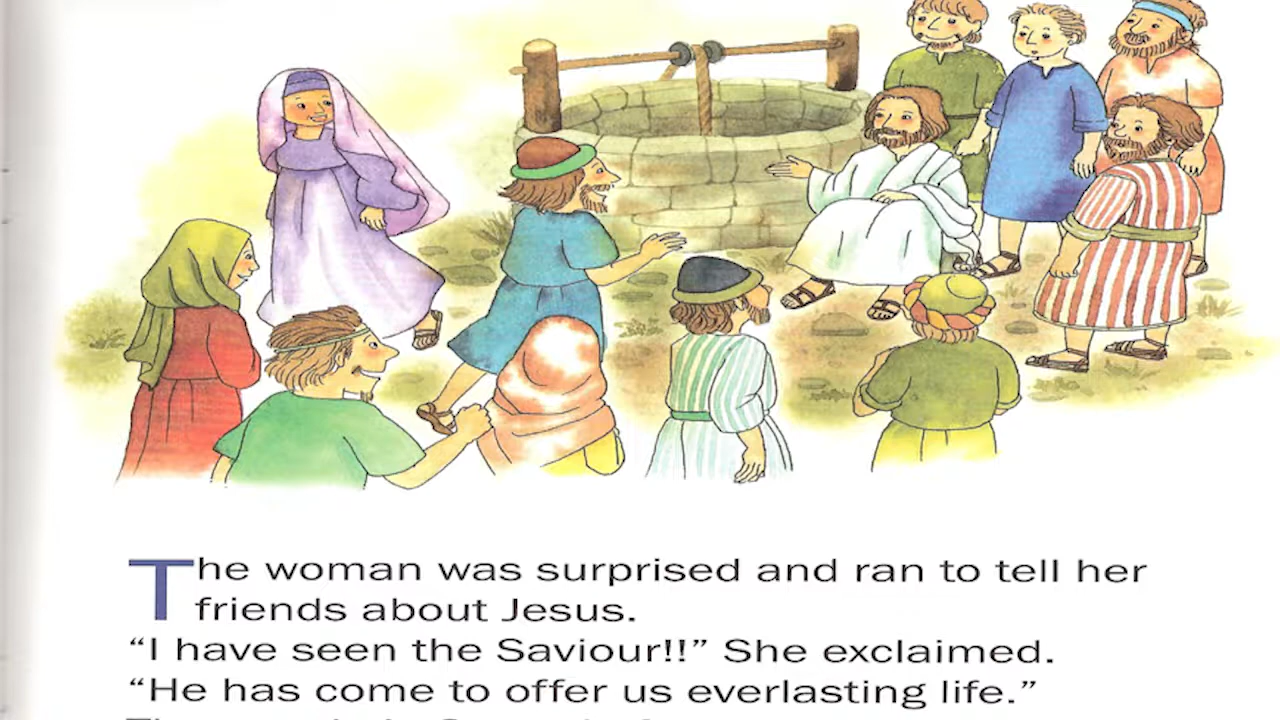 The woman was surprised and ran to tell her
friends about Jesus.
“I have seen the Saviour!!” She exclaimed.
“He has come to offer us everlasting life.”